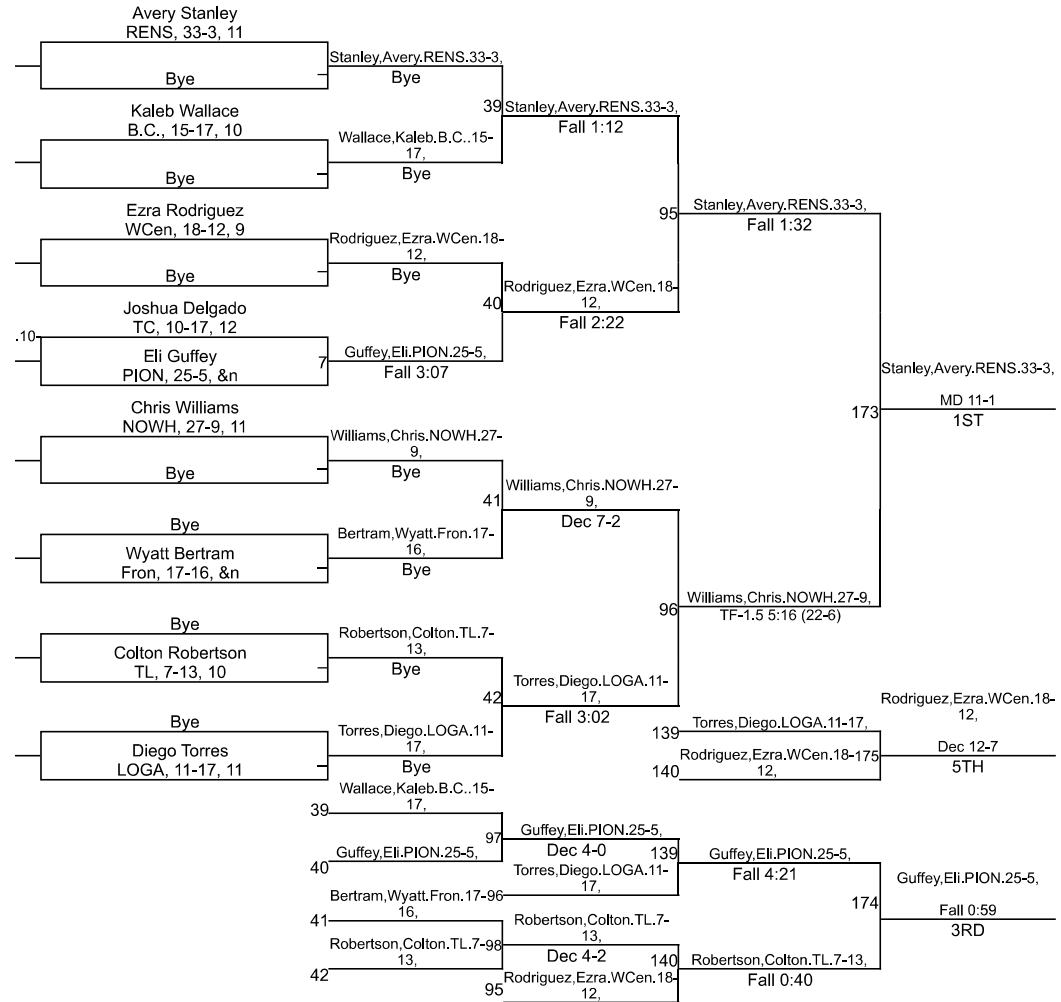 Avery Stanley
RENS, 33-3, 11
Bye
Stanley,Avery.RENS.33-3,
Bye
Kaleb Wallace
B.C., 15-17, 10
Bye
Wallace,Kaleb.B.C..15-
17,
Bye
39
Stanley,Avery.RENS.33-3,
Fall 1:12
Ezra Rodriguez
WCen, 18-12, 9
Bye
Rodriguez,Ezra.WCen.18-
12,
Bye
.10
Joshua Delgado
TC, 10-17, 12
Eli Guffey
PION, 25-5, &n
7
Guffey,Eli.PION.25-5,
Fall 3:07
40
Rodriguez,Ezra.WCen.18-
12,
Fall 2:22
95
Stanley,Avery.RENS.33-3,
Fall 1:32
Chris Williams
NOWH, 27-9, 11
Bye
Williams,Chris.NOWH.27-
9,
Bye
Bye
Wyatt Bertram
Fron, 17-16, &n
Bertram,Wyatt.Fron.17-
16,
Bye
41
Williams,Chris.NOWH.27-
9,
Dec 7-2
Bye
Colton Robertson
TL, 7-13, 10
Robertson,Colton.TL.7-
13,
Bye
Bye
Diego Torres
LOGA, 11-17, 11
Torres,Diego.LOGA.11-
17,
Bye
42
Torres,Diego.LOGA.11-
17,
Fall 3:02
96
Williams,Chris.NOWH.27-9,
TF-1.5 5:16 (22-6)
173
Stanley,Avery.RENS.33-3,
MD 11-1
1ST
139
Torres,Diego.LOGA.11-17,
140
Rodriguez,Ezra.WCen.18-
12,
175
Rodriguez,Ezra.WCen.18-
12,
Dec 12-7
5TH
39
Wallace,Kaleb.B.C..15-
17,
40
Guffey,Eli.PION.25-5,
97
Guffey,Eli.PION.25-5,
Dec 4-0
96
Torres,Diego.LOGA.11-
17,
139
Guffey,Eli.PION.25-5,
Fall 4:21
41
Bertram,Wyatt.Fron.17-
16,
42
Robertson,Colton.TL.7-
13,
98
Robertson,Colton.TL.7-
13,
Dec 4-2
95
Rodriguez,Ezra.WCen.18-
12,
140
Robertson,Colton.TL.7-13,
Fall 0:40
174
Guffey,Eli.PION.25-5,
Fall 0:59
3RD